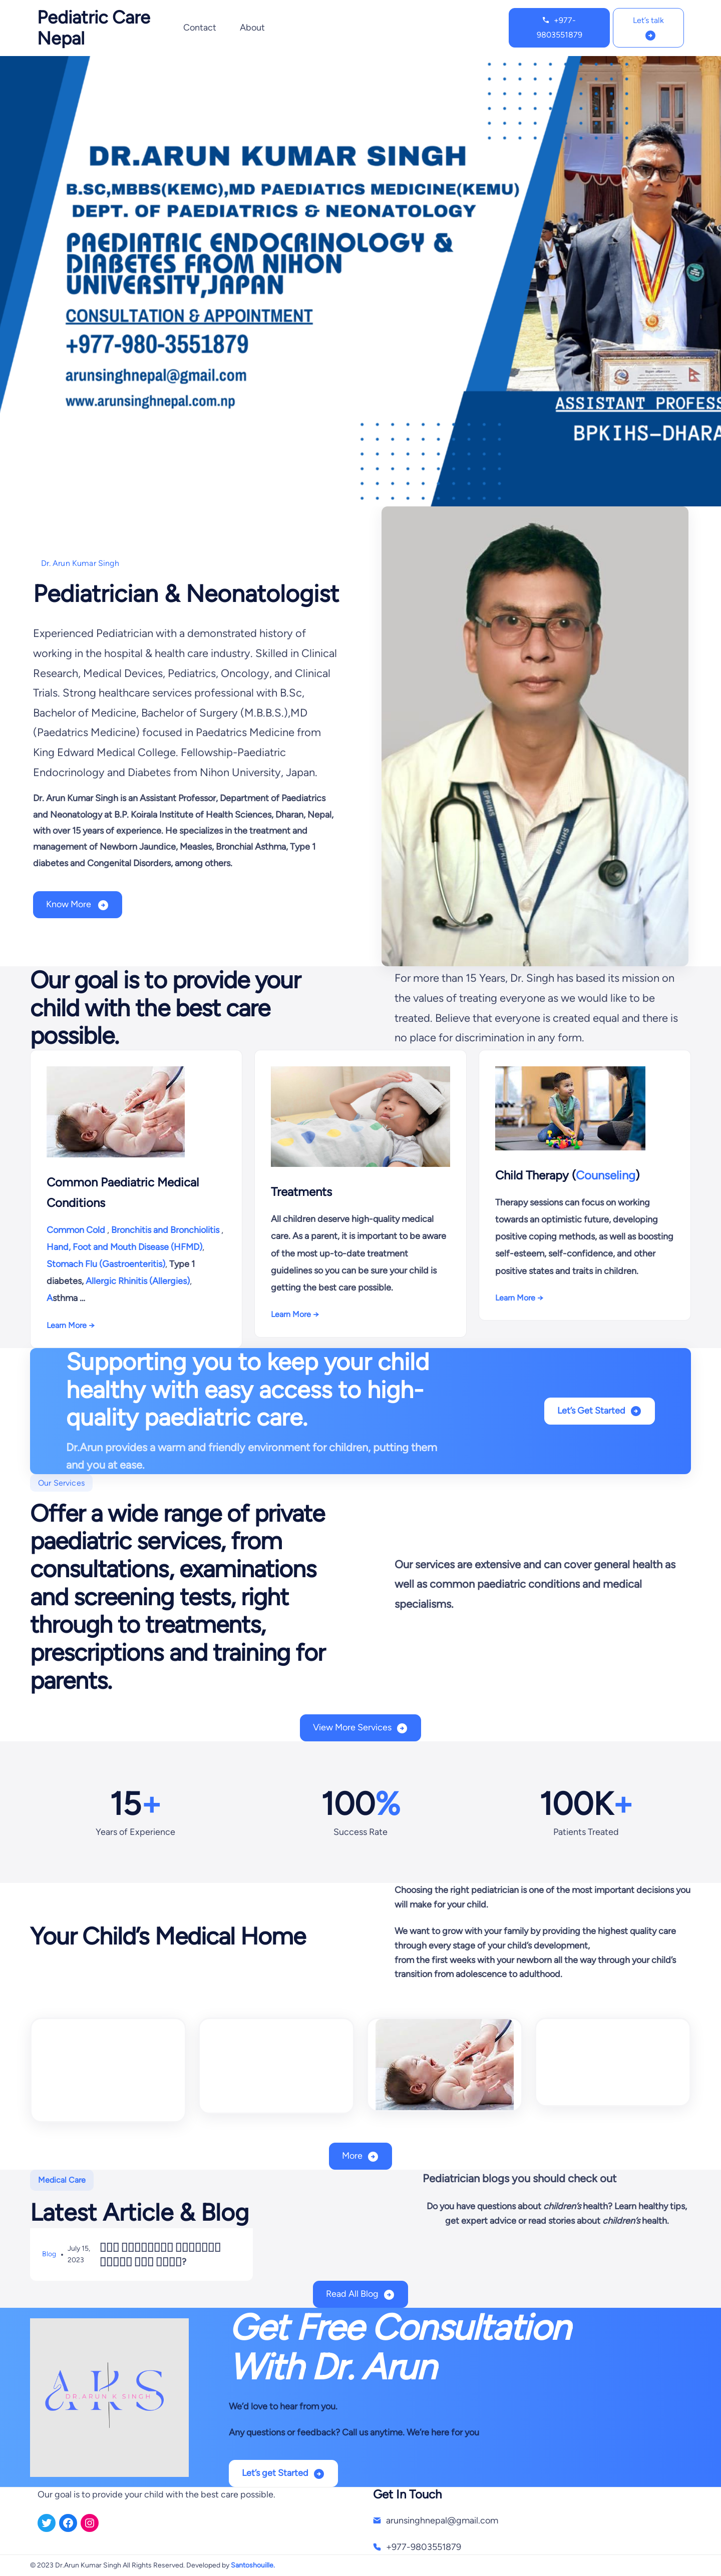 Pediatric Care
Nepal
Contact
About
+977-
9803551879
Let's talk
DR.ARUN KUMAR SINGH
B.SC,MBBS(KEMC),MD PAEDIATICS MEDICINE(KEMU)
DEPT. OF PAEDIATRICS & NEONATOLOGY
PAEDIATRIC ENDOCRINOLOGY &
DIABETES FROM NIHON
UNIVERSITY,JAPAN
CONSULTATION & APPOINTMENT
+977-980-3551879
arunsinghnepal@gmail.com
www.arunsinghnepal.com.np
ASSISTANT PROFES
BPKIHS-DHARA
Dr. Arun Kumar Singh
Pediatrician & Neonatologist
Experienced Pediatrician with a demonstrated history of
working in the hospital & health care industry. Skilled in Clinical
Research, Medical Devices, Pediatrics, Oncology, and Clinical
Trials. Strong healthcare services professional with B.Sc,
Bachelor of Medicine, Bachelor of Surgery (M.B.B.S.),MD
(Paedatrics Medicine) focused in Paedatrics Medicine from
King Edward Medical College. Fellowship-Paediatric
Endocrinology and Diabetes from Nihon University, Japan.
Dr. Arun Kumar Singh is an Assistant Professor, Department of Paediatrics
and Neonatology at B.P. Koirala Institute of Health Sciences, Dharan, Nepal,
with over 15 years of experience. He specializes in the treatment and
management of Newborn Jaundice, Measles, Bronchial Asthma, Type 1
diabetes and Congenital Disorders, among others.
Know More
BPKIHS
Our goal is to provide your
child with the best care
possible.
For more than 15 Years, Dr. Singh has based its mission on
the values of treating everyone as we would like to be
treated. Believe that everyone is created equal and there is
no place for discrimination in any form.
Common Paediatric Medical
Conditions
Common Cold , Bronchitis and Bronchiolitis ,
Hand, Foot and Mouth Disease (HFMD),
Stomach Flu (Gastroenteritis), Type 1
diabetes, Allergic Rhinitis (Allergies),
Asthma ...
Learn More →
Treatments
All children deserve high-quality medical
care. As a parent, it is important to be aware
of the most up-to-date treatment
guidelines so you can be sure your child is
getting the best care possible.
Learn More →
Child Therapy (Counseling)
Therapy sessions can focus on working
towards an optimistic future, developing
positive coping methods, as well as boosting
self-esteem, self-confidence, and other
positive states and traits in children.
Learn More →
Supporting you to keep your child
healthy with easy access to high-
quality paediatric care.
Dr.Arun provides a warm and friendly environment for children, putting them
and you at ease.
Let's Get Started
Our Services
Offer a wide range of private
paediatric services, from
consultations, examinations
and screening tests, right
through to treatments,
prescriptions and training for
parents.
Our services are extensive and can cover general health as
well as common paediatric conditions and medical
specialisms.
View More Services
15+
Years of Experience
100%
Success Rate
100K+
Patients Treated
Your Child's Medical Home
Choosing the right pediatrician is one of the most important decisions you
will make for your child.
We want to grow with your family by providing the highest quality care
through every stage of your child's development,
from the first weeks with your newborn all the way through your child's
transition from adolescence to adulthood.
More
Medical Care
Latest Article & Blog
Pediatrician blogs you should check out
Do you have questions about children's health? Learn healthy tips,
get expert advice or read stories about children's health.
Blog • July 15,
2023
Read All Blog
AKS
DR.ARUN K SINGH
Get Free Consultation
With Dr. Arun
We'd love to hear from you.
Any questions or feedback? Call us anytime. We're here for you
Let's get Started
Our goal is to provide your child with the best care possible.
Get In Touch
arunsinghnepal@gmail.com
+977-9803551879
© 2023 Dr.Arun Kumar Singh All Rights Reserved. Developed by Santoshouille.